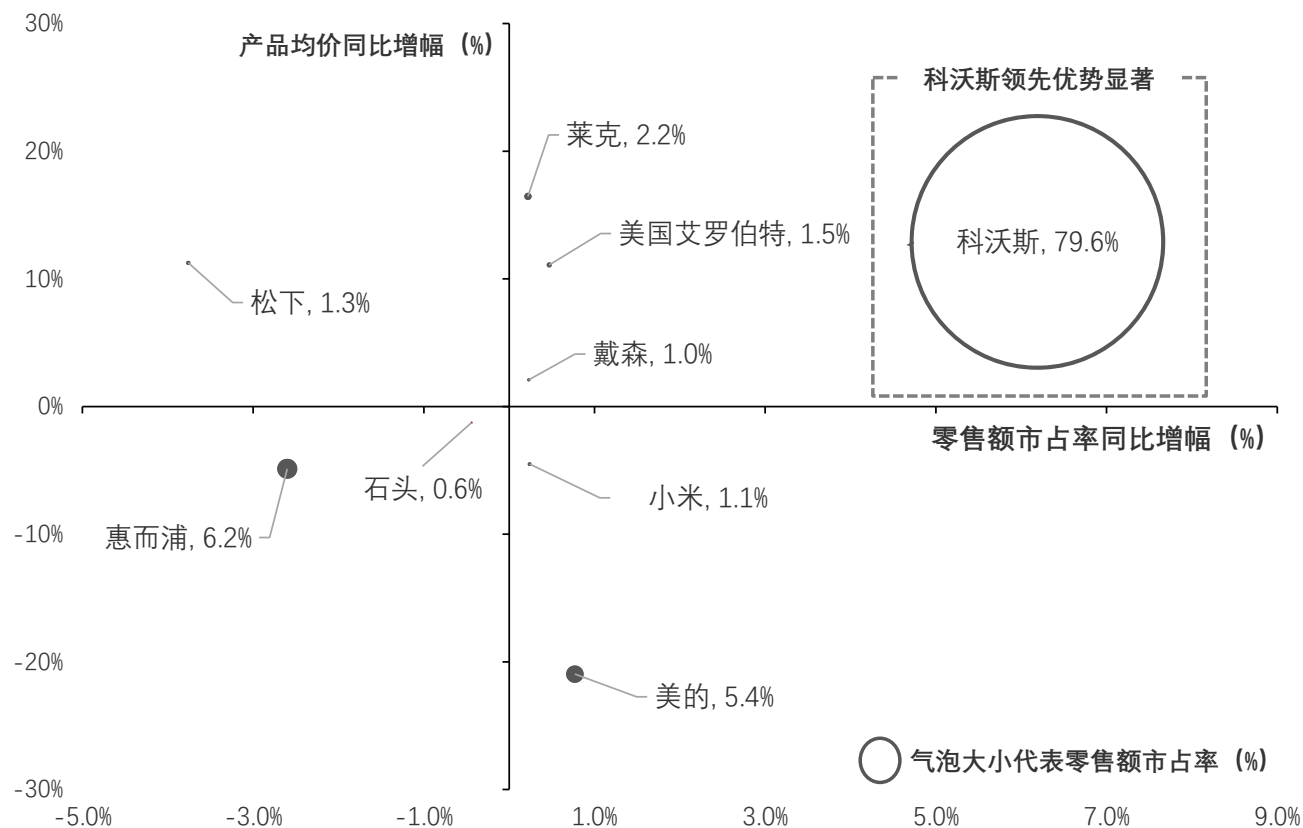 30%
产品均价同比增幅（%）
科沃斯领先优势显著
莱克, 2.2%
20%
美国艾罗伯特, 1.5%
科沃斯, 79.6%
10%
松下, 1.3%
戴森, 1.0%
0%
零售额市占率同比增幅（%）
石头, 0.6%
小米, 1.1%
-10%
惠而浦, 6.2%
-20%
美的, 5.4%
气泡大小代表零售额市占率（%）
-30%
-5.0%
-3.0%
-1.0%
1.0%
3.0%
5.0%
7.0%
9.0%